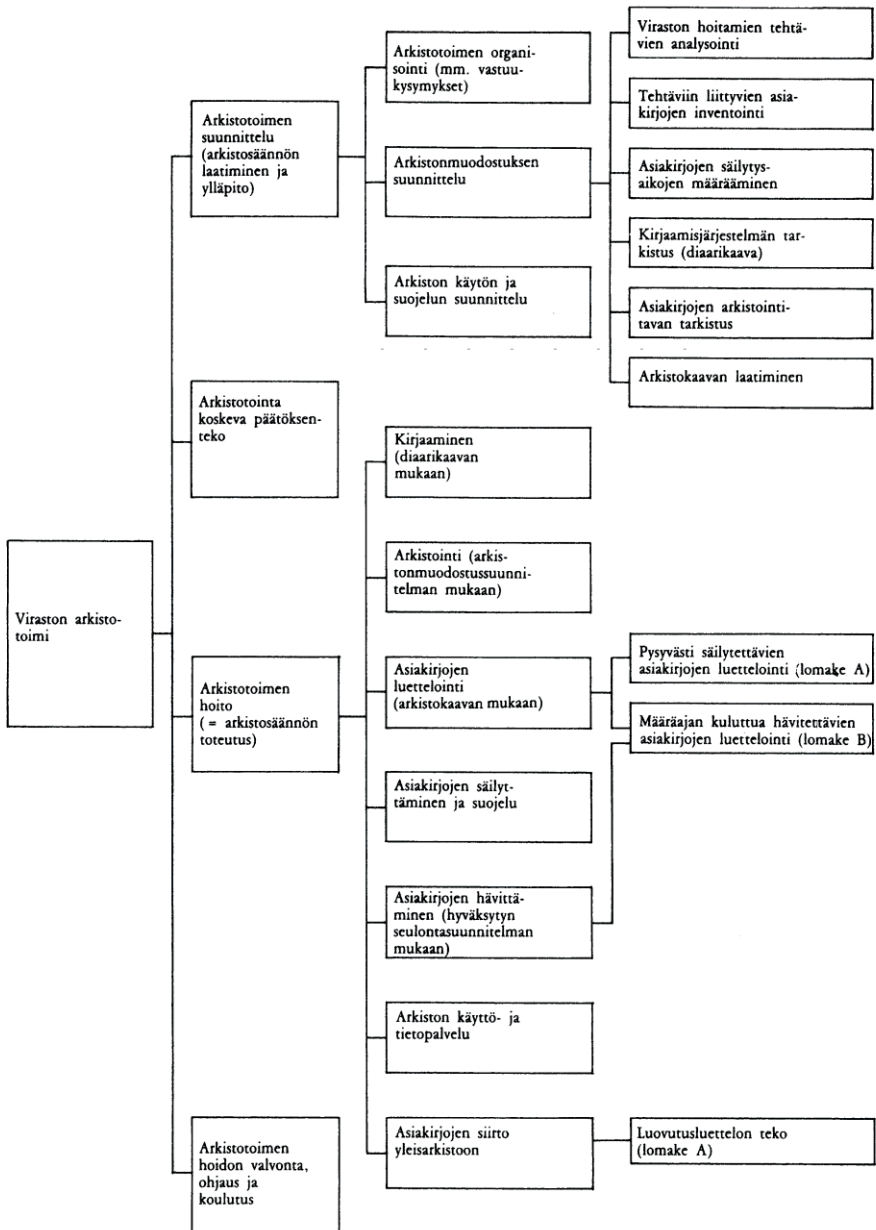 Viraston arkisto-
toimi
Arkistotoimen
suunnittelu
(arkistosäännön
laatiminen ja
ylläpito)
Arkistotointa
koskeva päätöksen-
teko
Arkistotoimen
hoito
( = arkistosäännön
toteutus)
Arkistotoimen
hoidon valvonta,
ohjaus ja
koulutus
Arkistotoimen organi-
sointi (mm. vastuu-
kysymykset)
Arkistonmuodostuksen
suunnittelu
Arkiston käytön ja
suojelun suunnittelu
Viraston hoitamien tehtä-
vien analysointi
Tehtäviin liittyvien asia-
kirjojen inventointi
Asiakirjojen säilytys-
aikojen määrääminen
Kirjaamisjärjestelmän tar-
kistus (diaarikaava)
Asiakirjojen arkistointi-
tavan tarkistus
Arkistokaavan laatiminen
Kirjaaminen
(diaarikaavan
mukaan)
Arkistointi (arkis-
tonmuodostussuunni-
telman mukaan)
Asiakirjojen
luettelointi
(arkistokaavan mukaan)
Asiakirjojen säilyt-
täminen ja suojelu
Asiakirjojen hävittä-
minen (hyväksytyn
seulontasuunnitelman
mukaan)
Arkiston käyttö- ja
tietopalvelu
Asiakirjojen siirto
yleisarkistoon
Pysyvästi säilytettävien
asiakirjojen luettelointi (lomake A)
Määräajan kuluttua hävitettävien
asiakirjojen luettelointi (lomake B)
Luovutusluettelon teko
(lomake A)